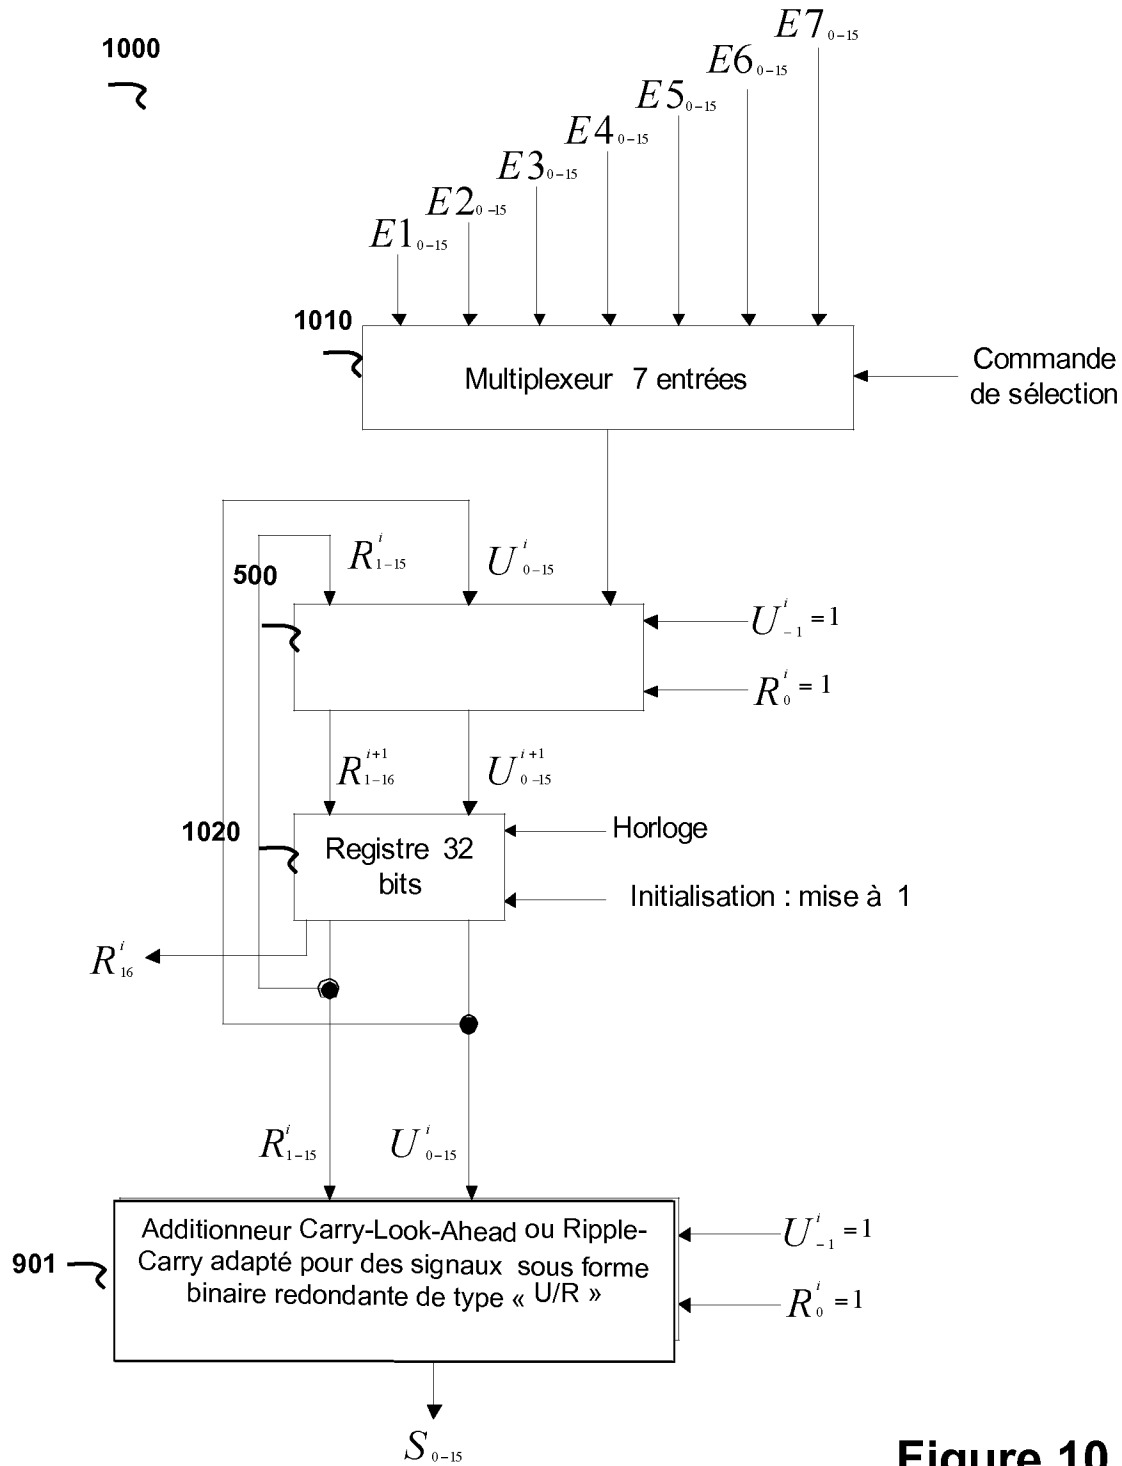 1000
E7 0–15
E6 0–15
E5 0–15
E4 0–15
E3 0–15
E2 0–15
E1 0–15
1010
Multiplexeur 7 entrées
Commande
de sélection
R i 1–15
U i 0–15
500
U i –1 = 1
R i 0 = 1
R i+1 1–16
U i+1 0–15
1020
Registre 32
bits
Horloge
Initialisation : mise à 1
R i 16
R i 1–15
U i 0–15
901
Additionneur Carry-Look-Ahead ou Ripple-
Carry adapté pour des signaux sous forme
binaire redondante de type « U/R »
U i –1 = 1
R i 0 = 1
S 0–15
Figure 10